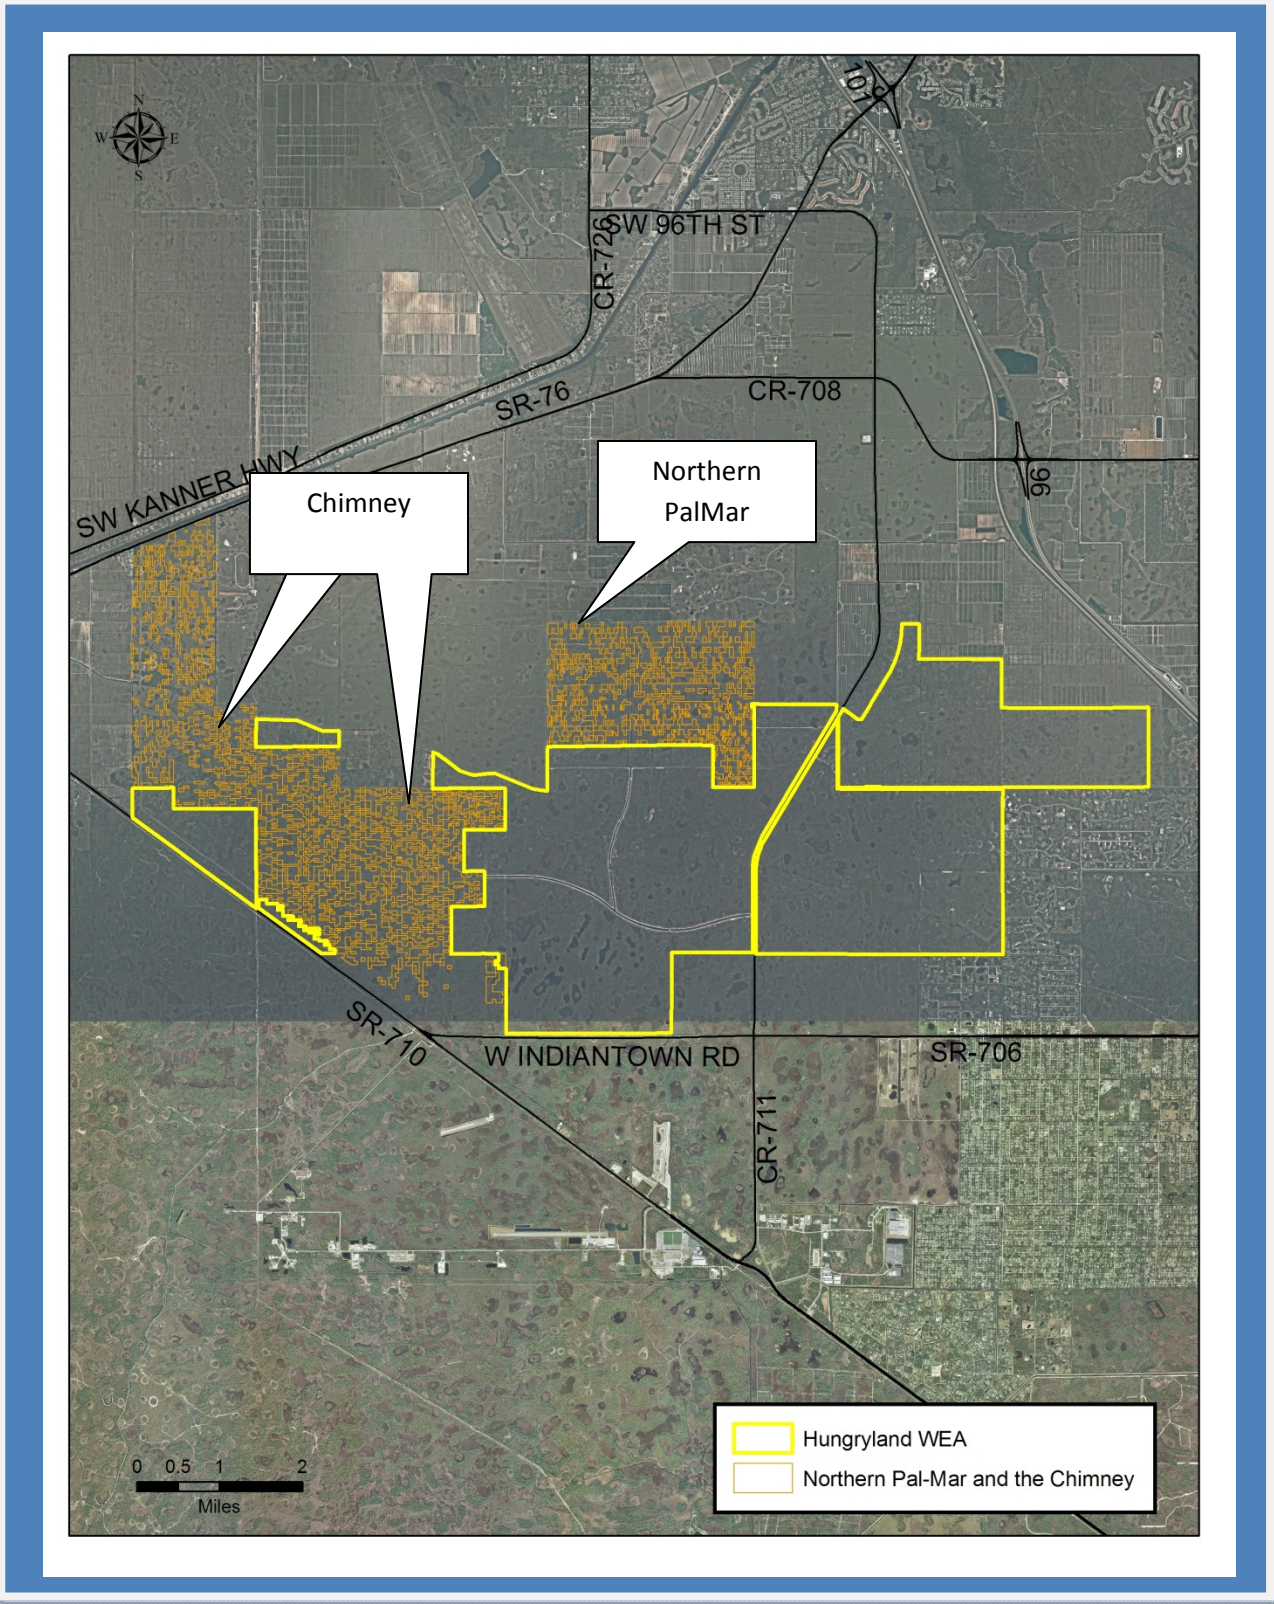 N
W E
S
101
SW 96TH ST
CR-726
SR-76
CR-708
SW KANNER HWY
96
Northern
PalMar
Chimney
SR-710
W INDIANTOWN RD
SR-706
CR-711
0 0.5 1 2
Miles
Hungryland WEA
Northern Pal-Mar and the Chimney